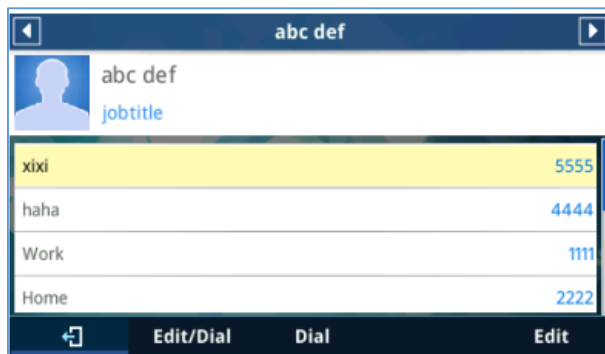 abc def
abc def
jobtitle
xixi 5555
haha 4444
Work 1111
Home 2222
Edit/Dial Dial Edit